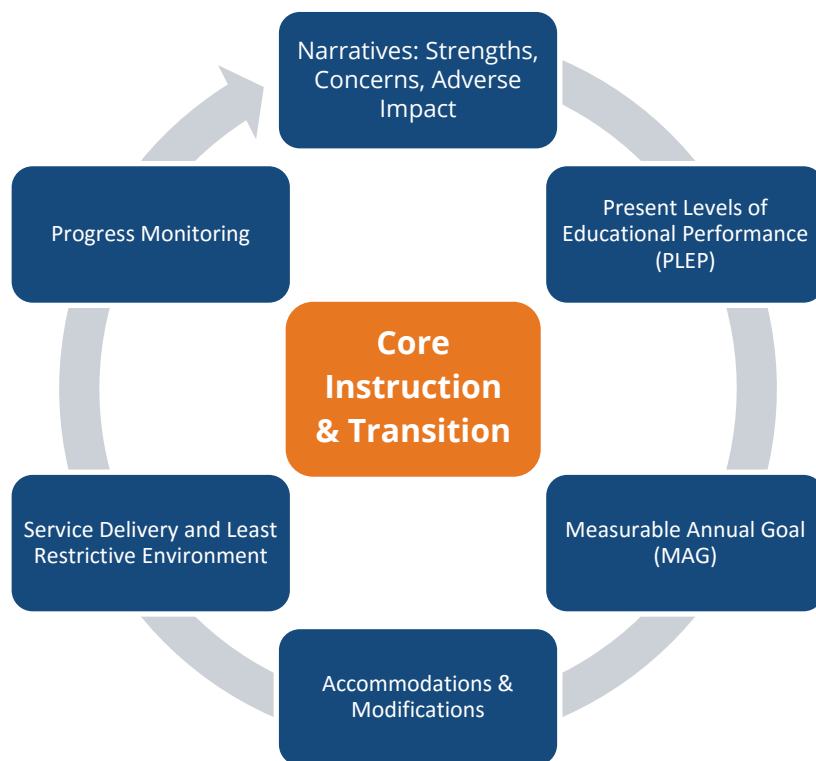 Narratives: Strengths,
Concerns, Adverse
Impact
Present Levels of
Educational Performance
(PLEP)
Measurable Annual Goal
(MAG)
Accommodations &
Modifications
Service Delivery and Least
Restrictive Environment
Progress Monitoring
Core
Instruction
& Transition